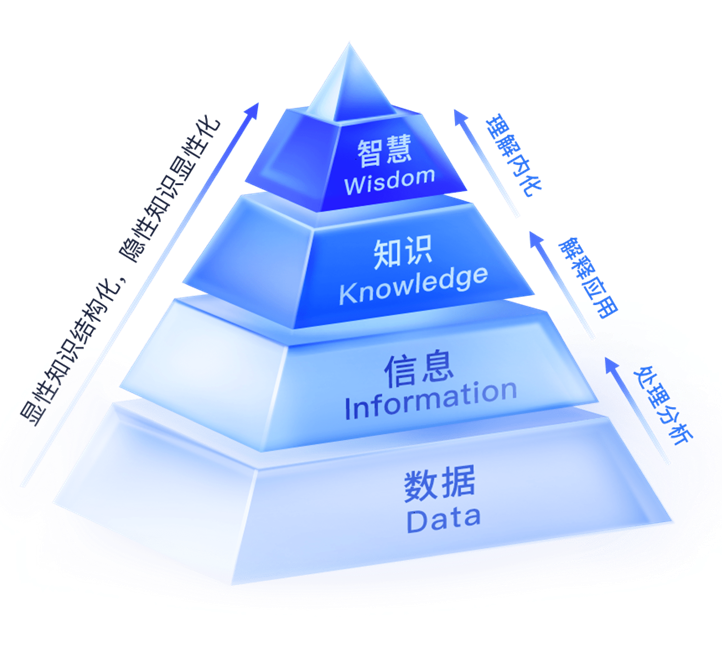 智慧
Wisdom
知识
Knowledge
信息
Information
数据
Data
显性知识结构化，隐性知识显性化
理解内化
解释应用
处理分析